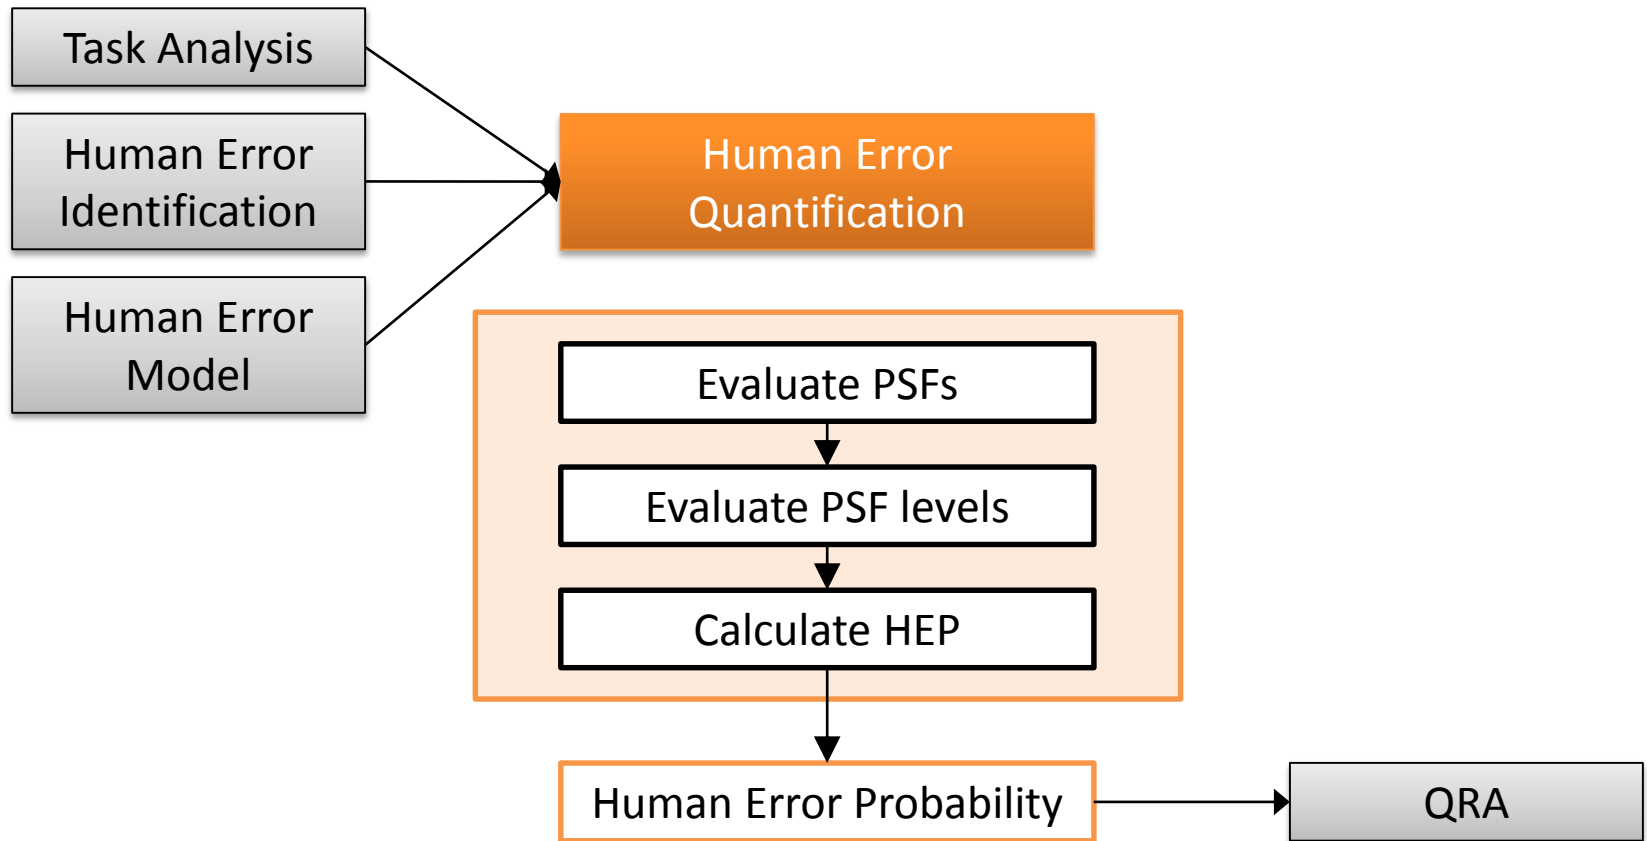 Task Analysis
Human Error
Identification
Human Error
Model
Human Error
Quantification
Evaluate PSFs
Evaluate PSF levels
Calculate HEP
Human Error Probability
QRA